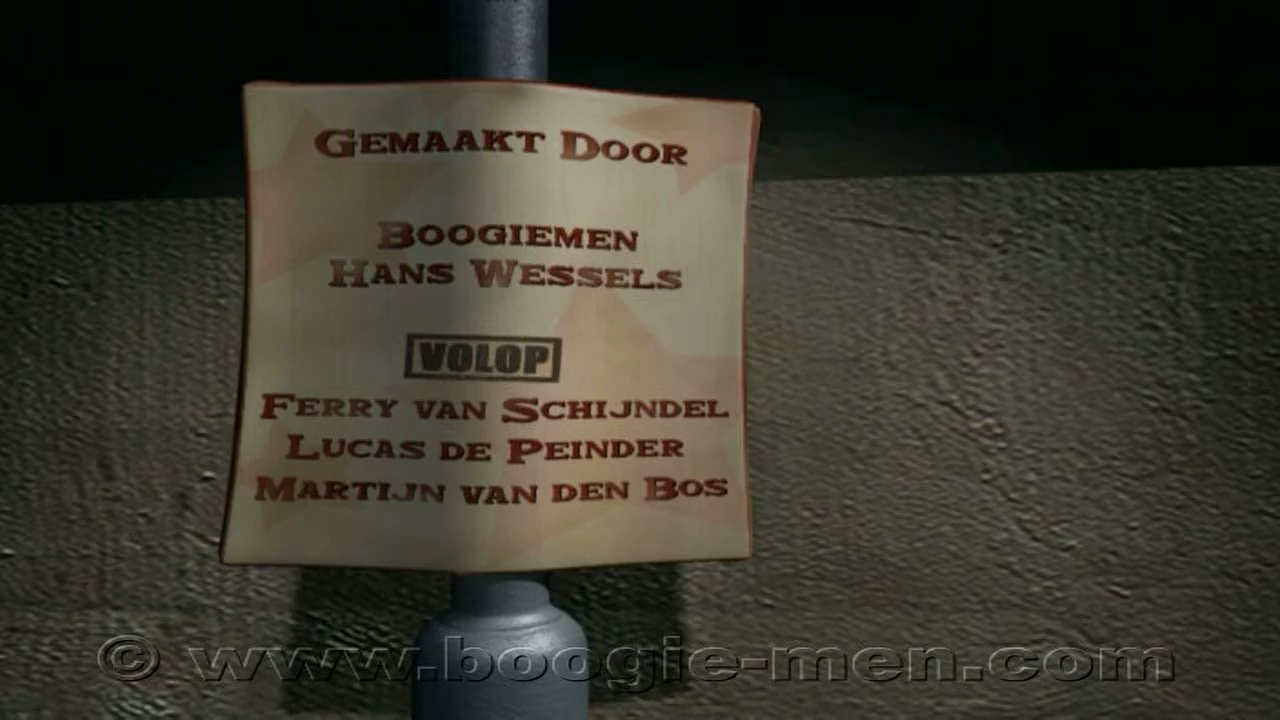 Gemaakt Door
Boogiemen
Hans Wessels
VOLOP
Ferry van Schijndel
Lucas de Peinder
Martijn van den Bos
© www.boogie-men.com